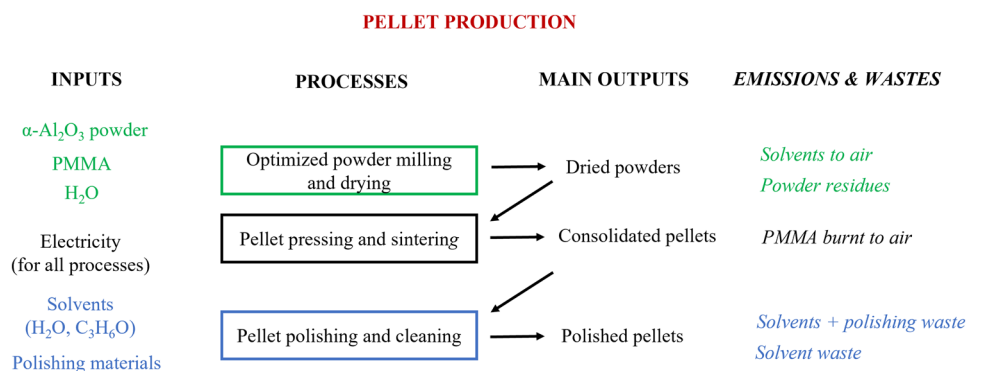 PELLET PRODUCTION
INPUTS
PROCESSES
MAIN OUTPUTS
EMISSIONS & WASTES
α-Al₂O₃ powder
PMMA
H₂O
Optimized powder milling
and drying
Dried powders
Solvents to air
Powder residues
Electricity
(for all processes)
Pellet pressing and sintering
Consolidated pellets
PMMA burnt to air
Solvents
(H₂O, C₃H₆O)
Polishing materials
Pellet polishing and cleaning
Polished pellets
Solvents + polishing waste
Solvent waste